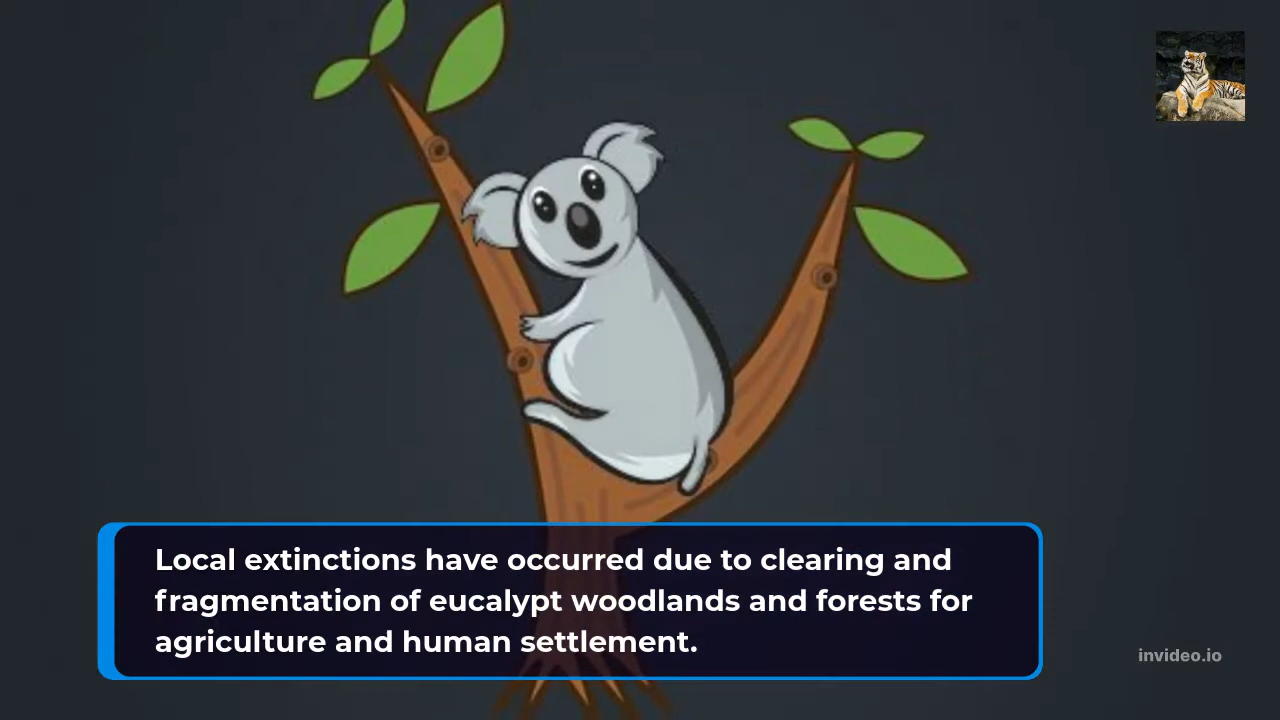 Local extinctions have occurred due to clearing and
fragmentation of eucalypt woodlands and forests for
agriculture and human settlement.
invideo.io